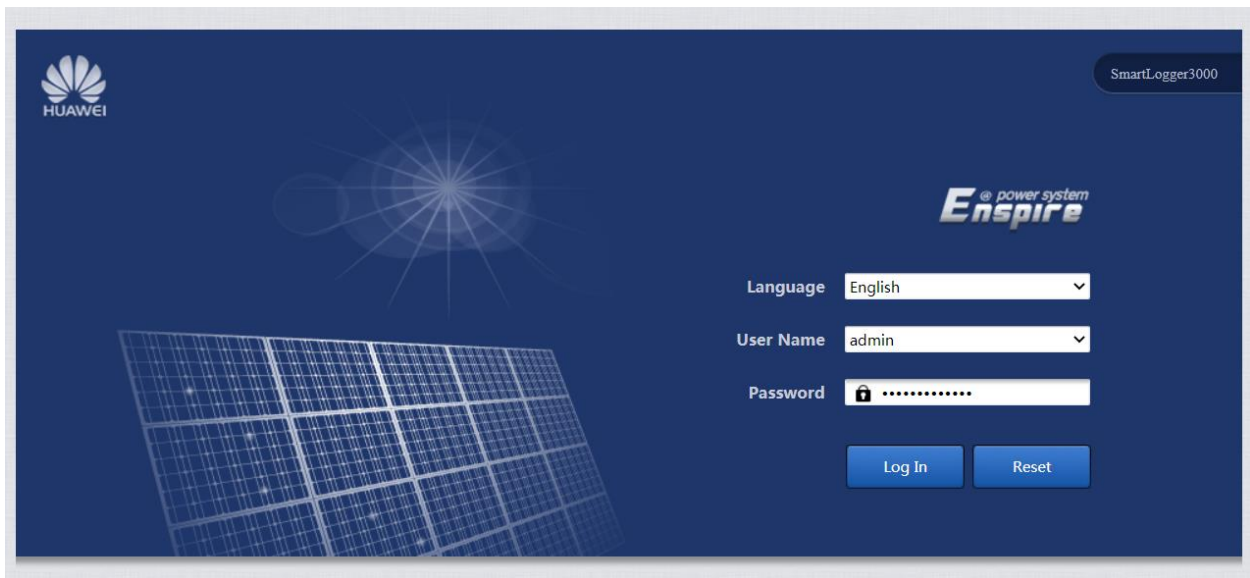 HUAWEI
SmartLogger3000
@ power system
Enspire
Language English
User Name admin
Password •••••••••••••
Log In Reset